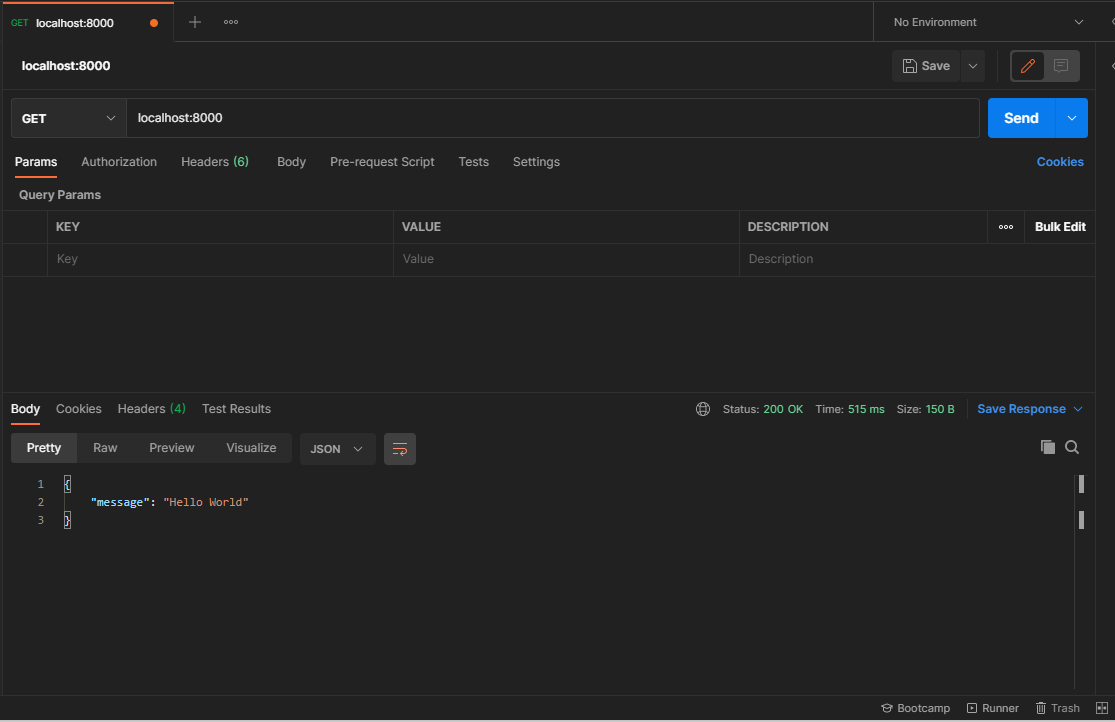 GET localhost:8000
No Environment
localhost:8000
Save
GET localhost:8000 Send
Params Authorization Headers (6) Body Pre-request Script Tests Settings Cookies
Query Params
KEY VALUE DESCRIPTION Bulk Edit
Key Value Description
Body Cookies Headers (4) Test Results Status: 200 OK Time: 515 ms Size: 150 B Save Response
Pretty Raw Preview Visualize JSON
1 {
2 "message": "Hello World"
3 }
Bootcamp Runner Trash